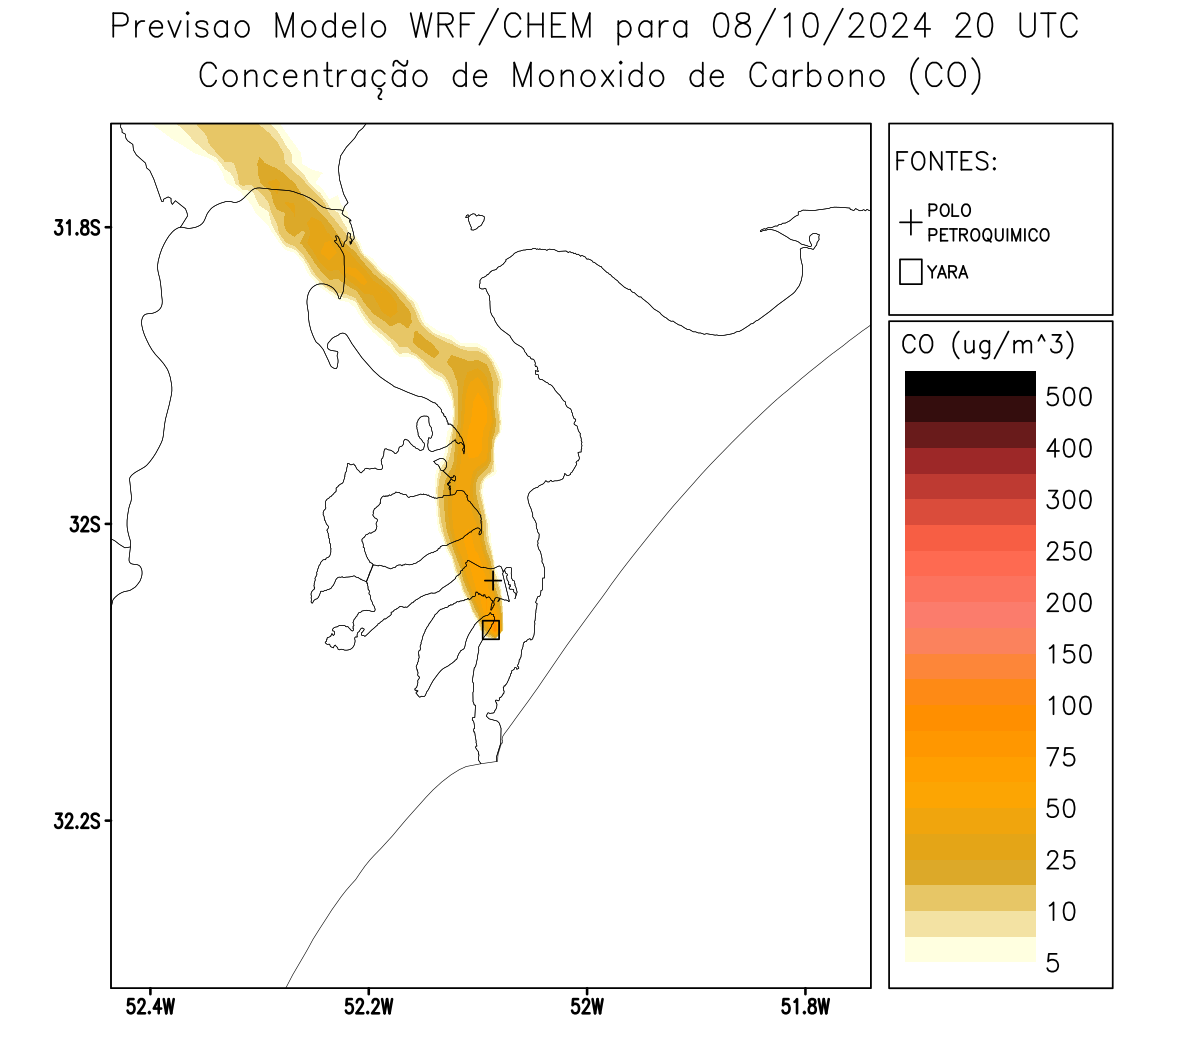 Previsao Modelo WRF/CHEM para 08/10/2024 20 UTC
Concentração de Monoxido de Carbono (CO)
FONTES:
POLO
PETROQUIMICO
YARA
CO (ug/m^3)
500
400
300
250
200
150
100
75
50
25
10
5
31.8S
32S
32.2S
52.4W
52.2W
52W
51.8W